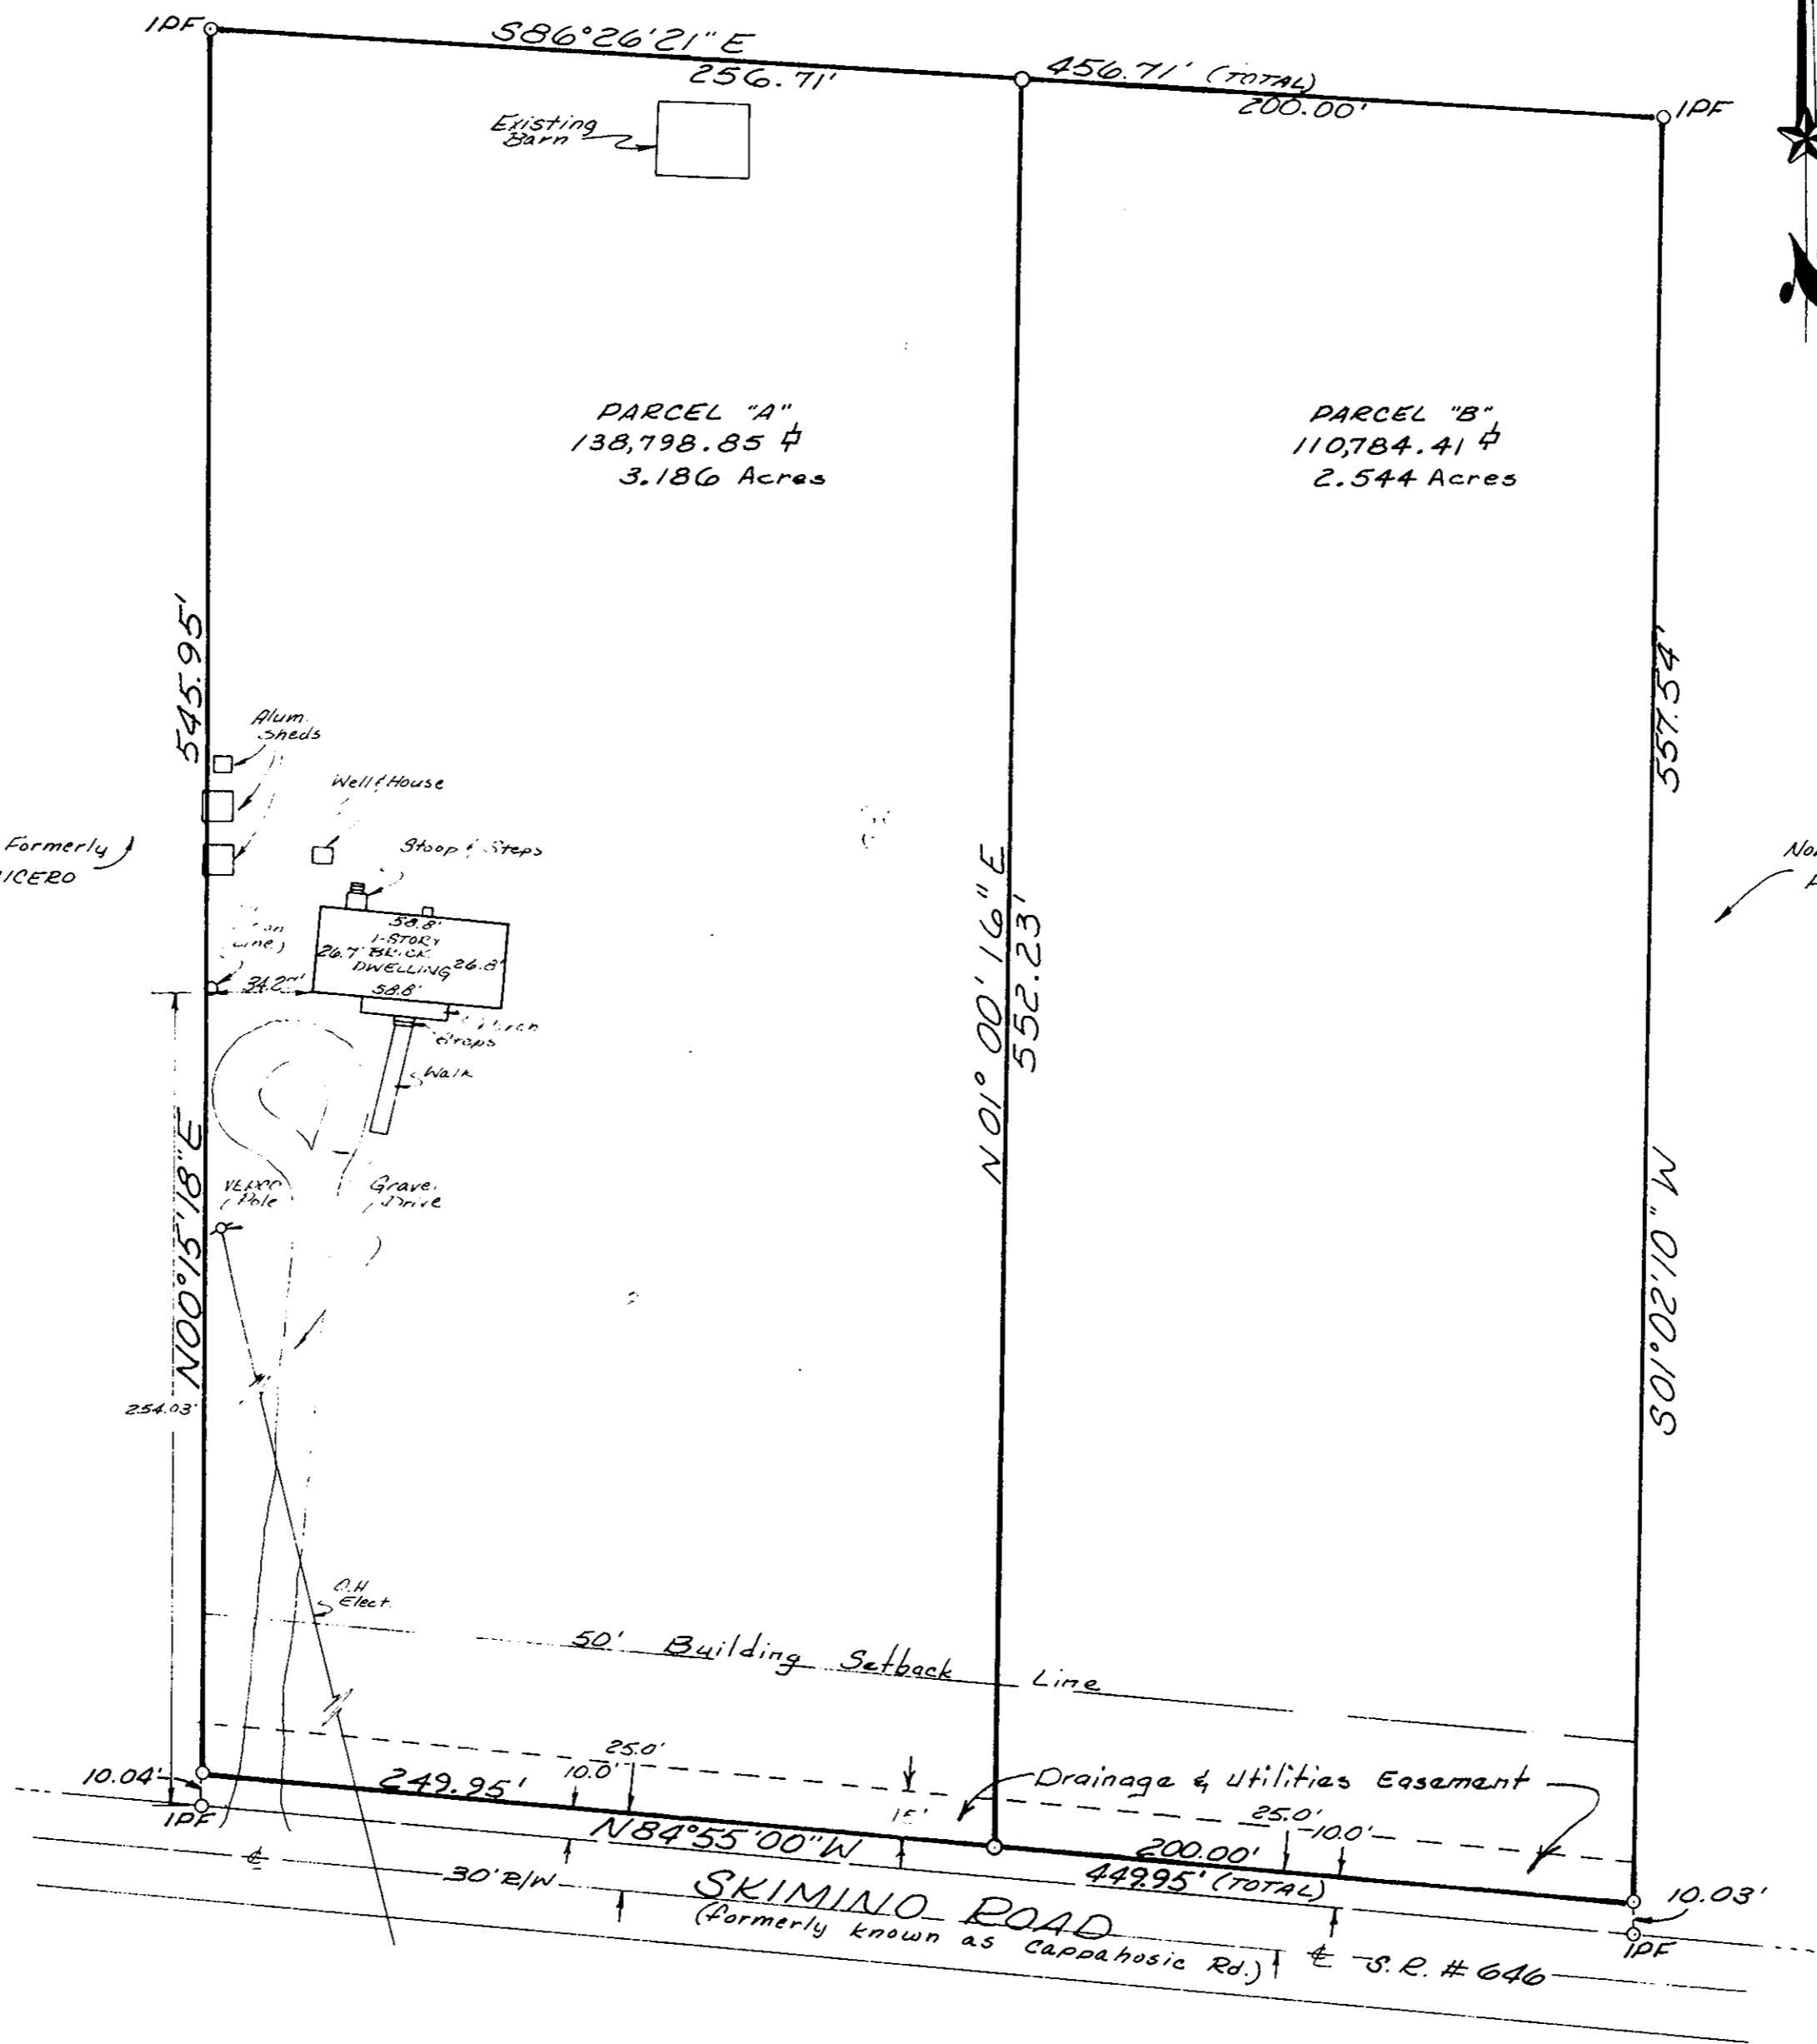 IPF
S86°26'21"E
256.71'
456.71' (TOTAL)
200.00'
IPF
Existing
Barn
PARCEL "A"
138,798.85
3.186 Acres
PARCEL "B"
110,784.41
2.544 Acres
545.95'
557.54'
Alum.
Sheds
Well & House
Stoop & Steps
Formerly
58.8'
1-STORY
26.7' BRICK
DWELLING 26.8'
58.8'
Line)
34.2'
Steps
Walk
N01°00'16"E
552.23'
N00°15'18"E
S01°02'10"W
VEPCO
Pole
Gravel
Drive
254.03'
O.H.
Elect.
50' Building Setback Line
25.0'
10.0'
15'
Drainage & Utilities Easement
25.0'
10.0'
10.04'
249.95'
IPF
N84°55'00"W
200.00'
449.95' (TOTAL)
10.03'
IPF
℄
30' R/W
SKIMINO ROAD
(formerly known as Cappahosic Rd.)
℄ S.R. # 646